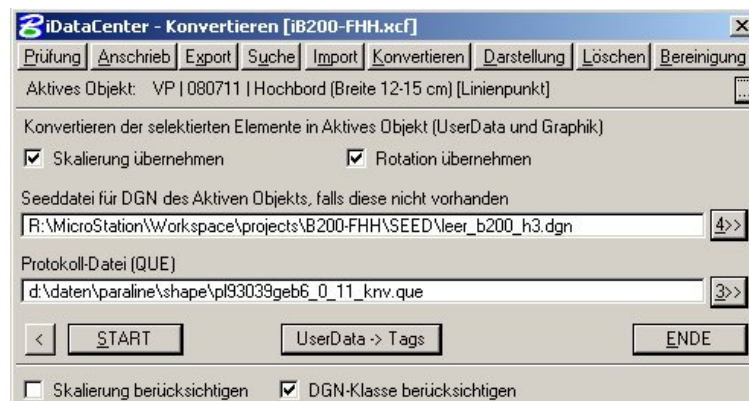 iDataCenter - Konvertieren [iB200-FHH.xcf]
Prüfung Anschrieb Export Suche Import Konvertieren Darstellung Löschen Bereinigung
Aktives Objekt: VP | 080711 | Hochbord (Breite 12-15 cm) [Linienpunkt] ...
Konvertieren der selektierten Elemente in Aktives Objekt (UserData und Graphik)
Skalierung übernehmen Rotation übernehmen
Seeddatei für DGN des Aktiven Objekts, falls diese nicht vorhanden
R:\MicroStation\Workspace\projects\B200-FHH\SEED\leer_b200_h3.dgn 4>>
Protokoll-Datei (QUE)
d:\daten\paraline\shape\pl93039geb6_0_11_knv.que 3>>
< START UserData -> Tags ENDE
Skalierung berücksichtigen DGN-Klasse berücksichtigen